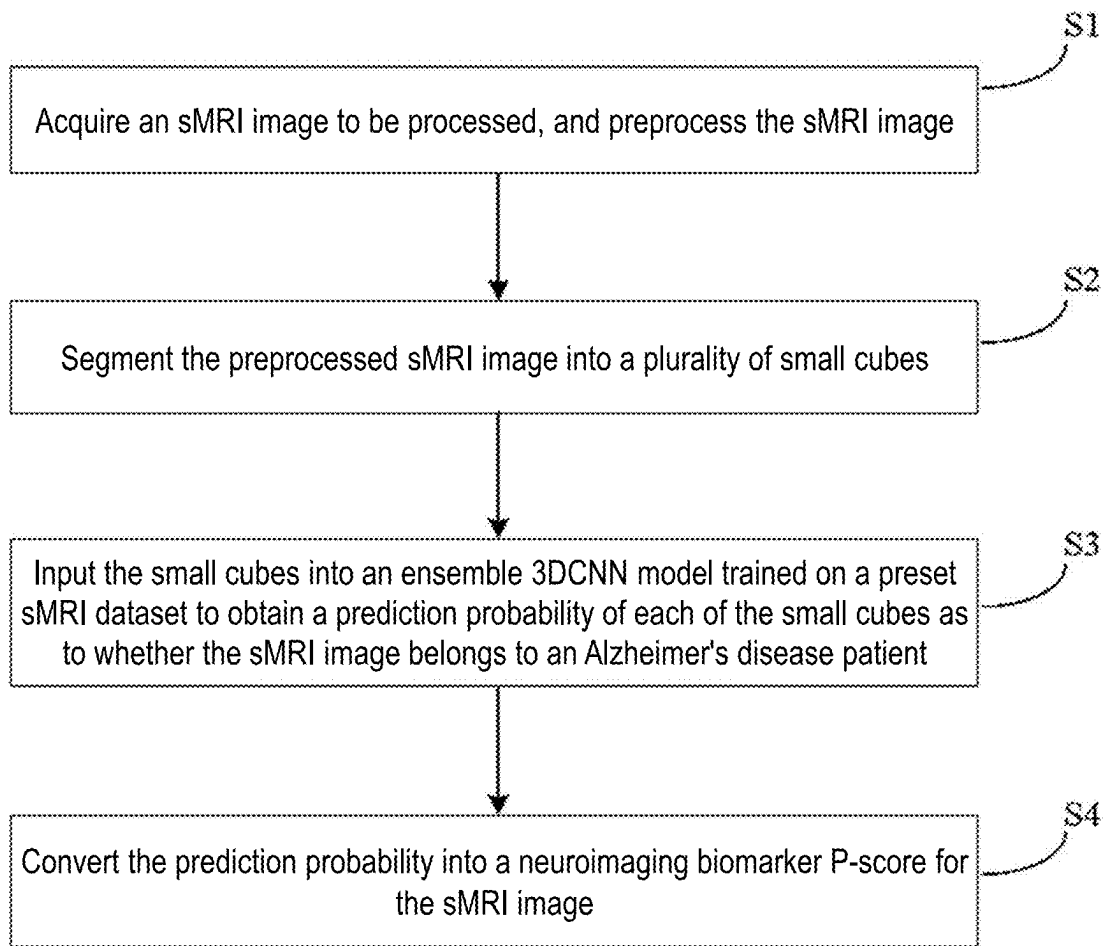 S1
Acquire an sMRI image to be processed, and preprocess the sMRI image
S2
Segment the preprocessed sMRI image into a plurality of small cubes
S3
Input the small cubes into an ensemble 3DCNN model trained on a preset
sMRI dataset to obtain a prediction probability of each of the small cubes as
to whether the sMRI image belongs to an Alzheimer's disease patient
S4
Convert the prediction probability into a neuroimaging biomarker P-score for
the sMRI image